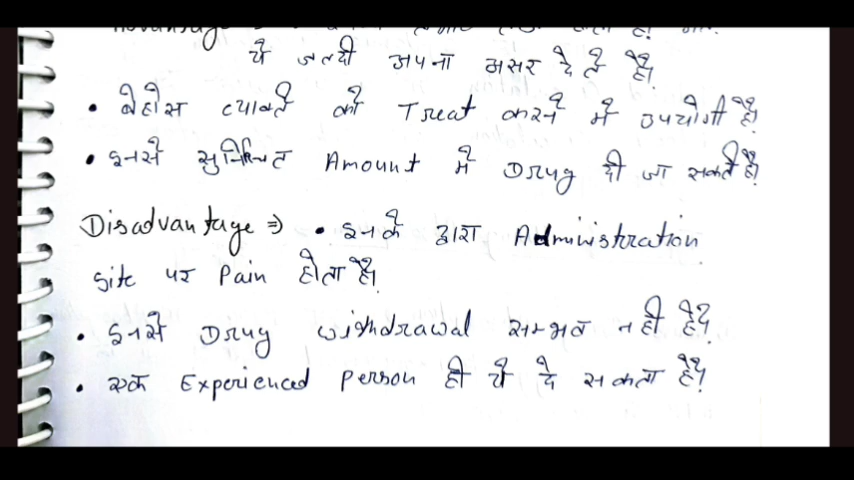 ये जल्दी अपना असर देते है।
• बेहोस व्यक्ति को Treat करने में उपयोगी है।
• इनसे सुनिश्चित Amount में Drug दी जा सकती है।
Disadvantage ⇒ • इनके द्वारा Administration
Site पर Pain होता है।
• इनसे Drug withdrawal सम्भव नही है।
• एक Experienced Person ही ये दे सकता है।